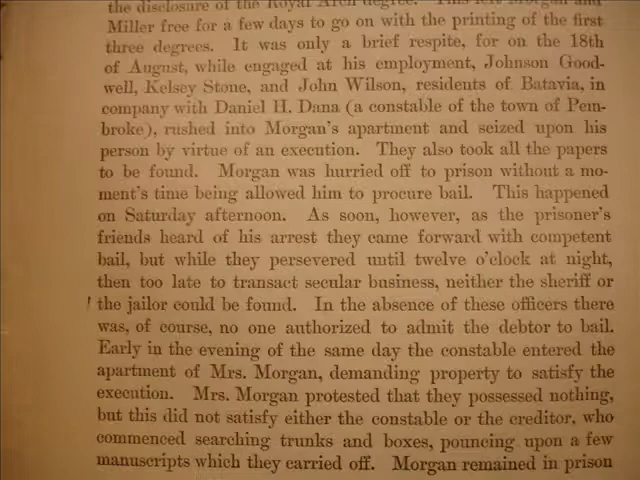 the disclosure of the Royal Arch degree. This left Morgan and
Miller free for a few days to go on with the printing of the first
three degrees. It was only a brief respite, for on the 18th
of August, while engaged at his employment, Johnson Good-
well, Kelsey Stone, and John Wilson, residents of Batavia, in
company with Daniel H. Dana (a constable of the town of Pem-
broke), rushed into Morgan's apartment and seized upon his
person by virtue of an execution. They also took all the papers
to be found. Morgan was hurried off to prison without a mo-
ment's time being allowed him to procure bail. This happened
on Saturday afternoon. As soon, however, as the prisoner's
friends heard of his arrest they came forward with competent
bail, but while they persevered until twelve o'clock at night,
then too late to transact secular business, neither the sheriff or
the jailor could be found. In the absence of these officers there
was, of course, no one authorized to admit the debtor to bail.
Early in the evening of the same day the constable entered the
apartment of Mrs. Morgan, demanding property to satisfy the
execution. Mrs. Morgan protested that they possessed nothing,
but this did not satisfy either the constable or the creditor, who
commenced searching trunks and boxes, pouncing upon a few
manuscripts which they carried off. Morgan remained in prison